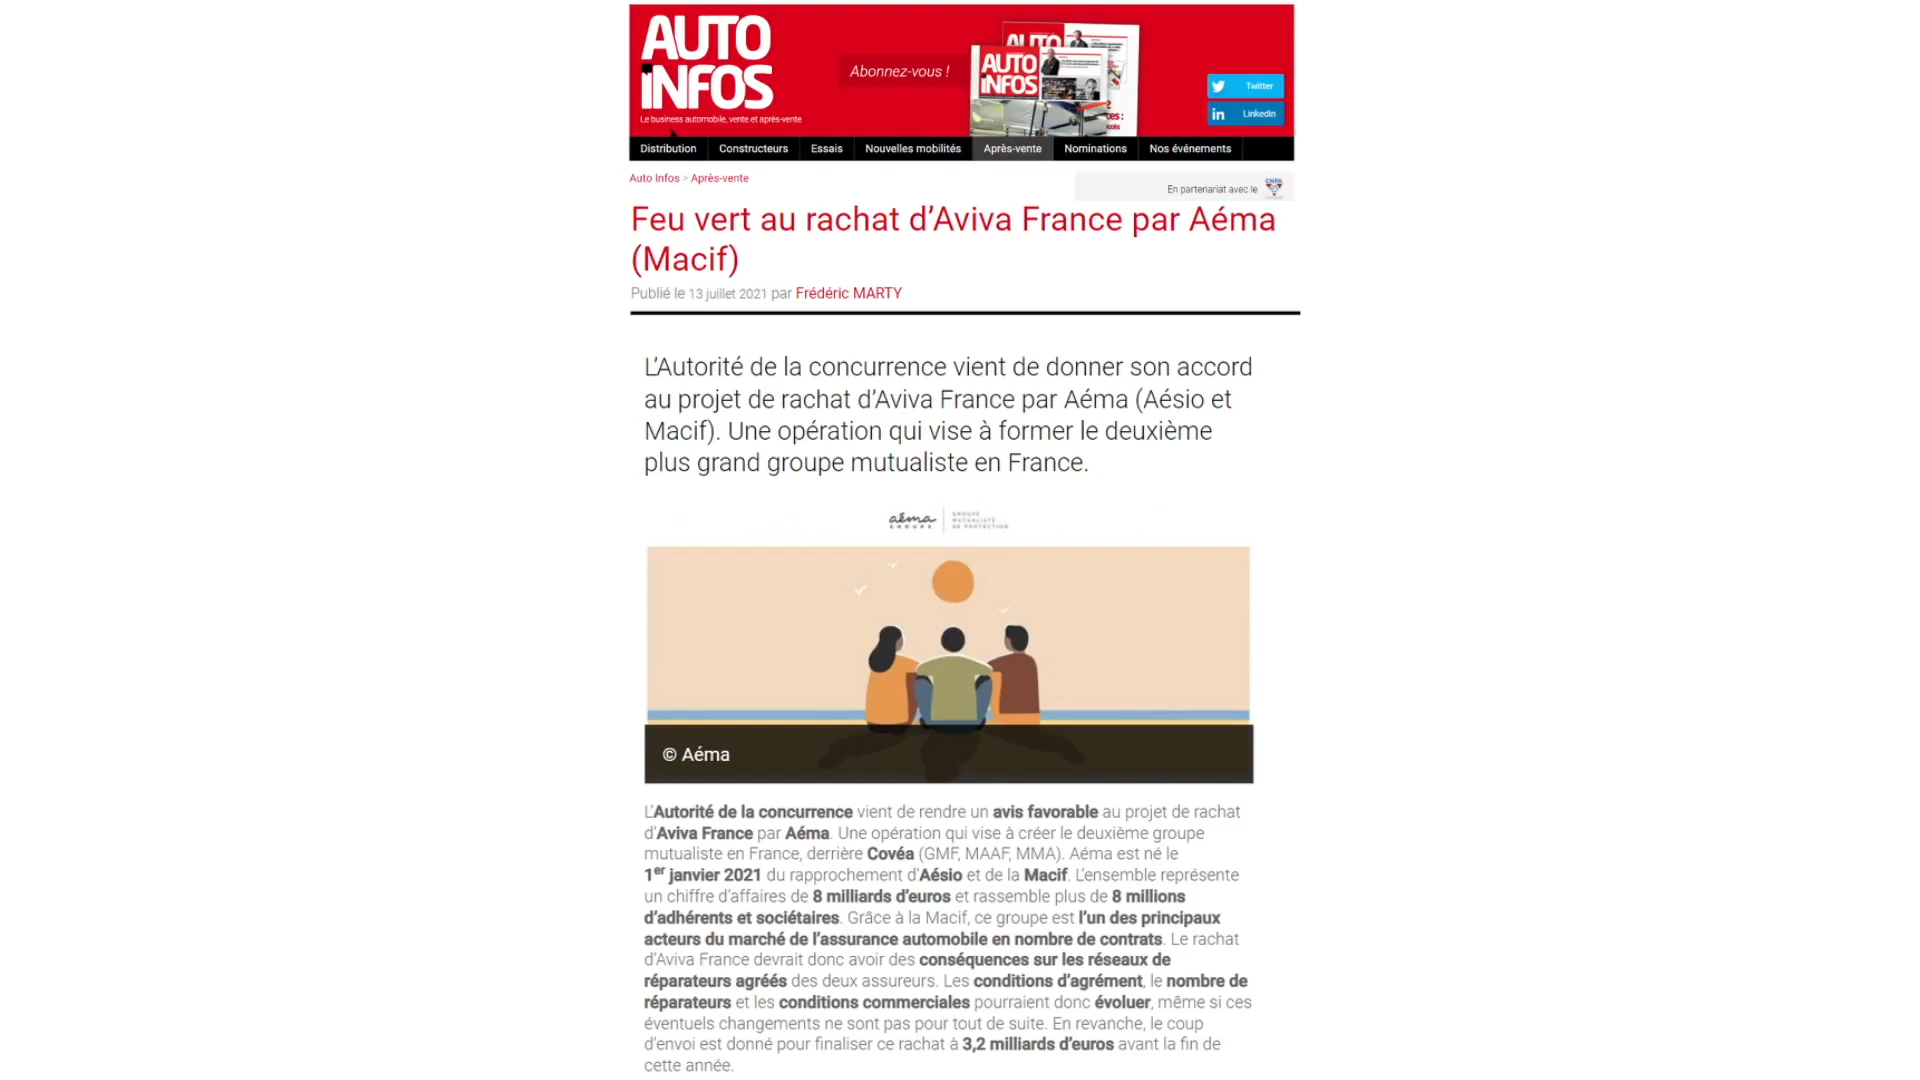 AUTO
iNFOS
Le business automobile, vente et après-vente
Abonnez-vous !
AUTO
AUTO
iNFOS
Twitter
Linkedin
Distribution Constructeurs Essais Nouvelles mobilités Après-vente Nominations Nos événements
Auto Infos > Après-vente
En partenariat avec le
CNPA
Feu vert au rachat d’Aviva France par Aéma
(Macif)
Publié le 13 juillet 2021 par Frédéric MARTY
L’Autorité de la concurrence vient de donner son accord
au projet de rachat d’Aviva France par Aéma (Aésio et
Macif). Une opération qui vise à former le deuxième
plus grand groupe mutualiste en France.
aéma
GROUPE
GROUPE
MUTUALISTE
DE PROTECTION
© Aéma
L’Autorité de la concurrence vient de rendre un avis favorable au projet de rachat
d’Aviva France par Aéma. Une opération qui vise à créer le deuxième groupe
mutualiste en France, derrière Covéa (GMF, MAAF, MMA). Aéma est né le
1er janvier 2021 du rapprochement d’Aésio et de la Macif. L’ensemble représente
un chiffre d’affaires de 8 milliards d’euros et rassemble plus de 8 millions
d’adhérents et sociétaires. Grâce à la Macif, ce groupe est l’un des principaux
acteurs du marché de l’assurance automobile en nombre de contrats. Le rachat
d’Aviva France devrait donc avoir des conséquences sur les réseaux de
réparateurs agréés des deux assureurs. Les conditions d’agrément, le nombre de
réparateurs et les conditions commerciales pourraient donc évoluer, même si ces
éventuels changements ne sont pas pour tout de suite. En revanche, le coup
d’envoi est donné pour finaliser ce rachat à 3,2 milliards d’euros avant la fin de
cette année.